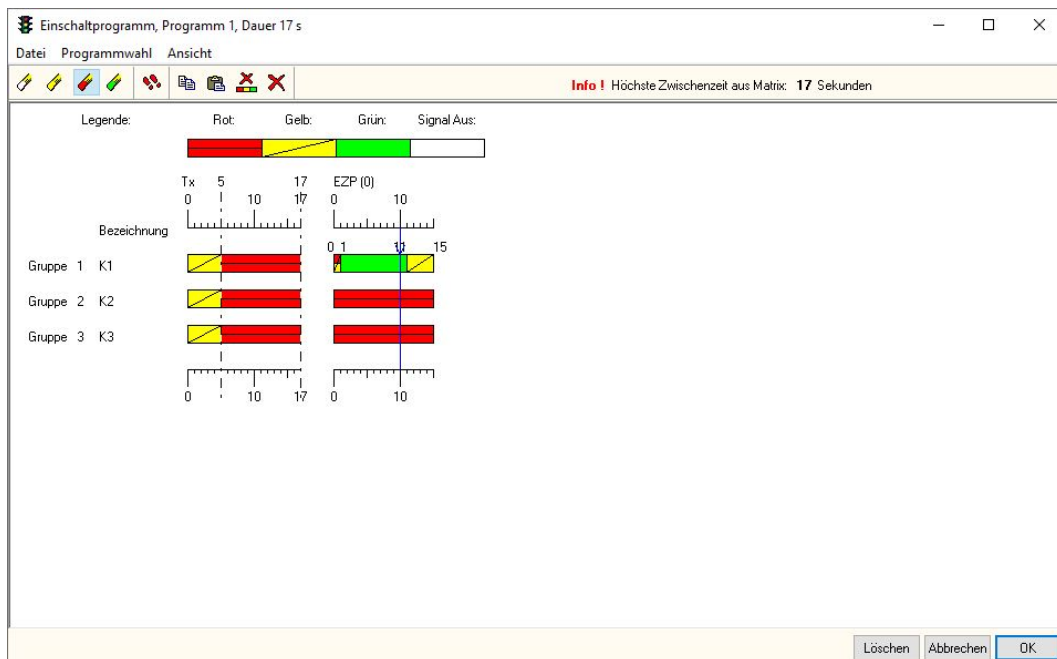 Einschaltprogramm, Programm 1, Dauer 17 s
Datei Programmwahl Ansicht
Info ! Höchste Zwischenzeit aus Matrix: 17 Sekunden
Legende: Rot: Gelb: Grün: Signal Aus:
Tx 5 17 EZP (0)
0 10 17 0 10
Bezeichnung
0 1 11 15
Gruppe 1 K1
Gruppe 2 K2
Gruppe 3 K3
0 10 17 0 10
Löschen Abbrechen OK